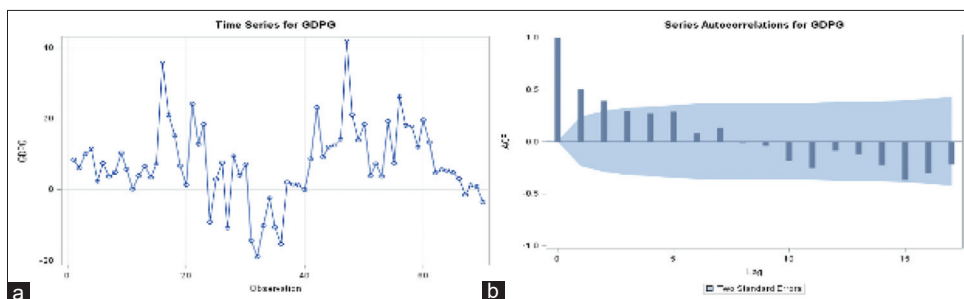 Time Series for GDPG
40
20
0
-20
GDPG
0
20
40
60
Observation
a
Series Autocorrelations for GDPG
1.0
0.5
0.0
-0.5
-1.0
ACF
0
5
10
15
Lag
Two Standard Errors
b